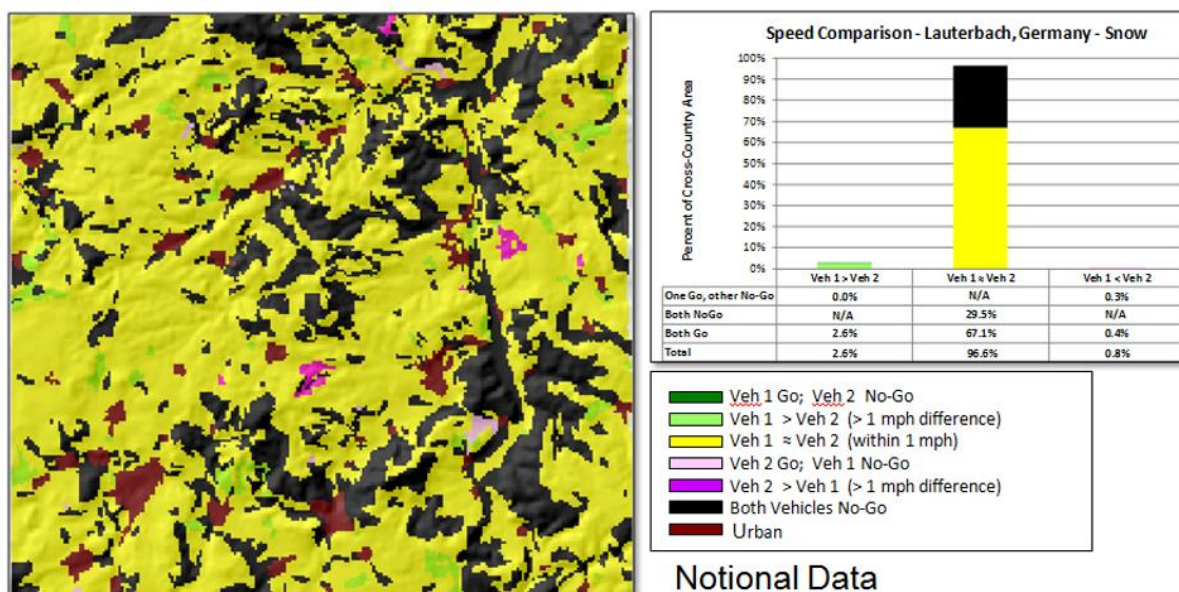 Speed Comparison - Lauterbach, Germany - Snow
Percent of Cross-Country Area
100%
90%
80%
70%
60%
50%
40%
30%
20%
10%
0%
Veh 1 > Veh 2 Veh 1 ≈ Veh 2 Veh 1 < Veh 2
One Go, other No-Go 0.0% N/A 0.3%
Both NoGo N/A 29.5% N/A
Both Go 2.6% 67.1% 0.4%
Total 2.6% 96.6% 0.8%
Veh 1 Go; Veh 2 No-Go
Veh 1 > Veh 2 (> 1 mph difference)
Veh 1 ≈ Veh 2 (within 1 mph)
Veh 2 Go; Veh 1 No-Go
Veh 2 > Veh 1 (> 1 mph difference)
Both Vehicles No-Go
Urban
Notional Data